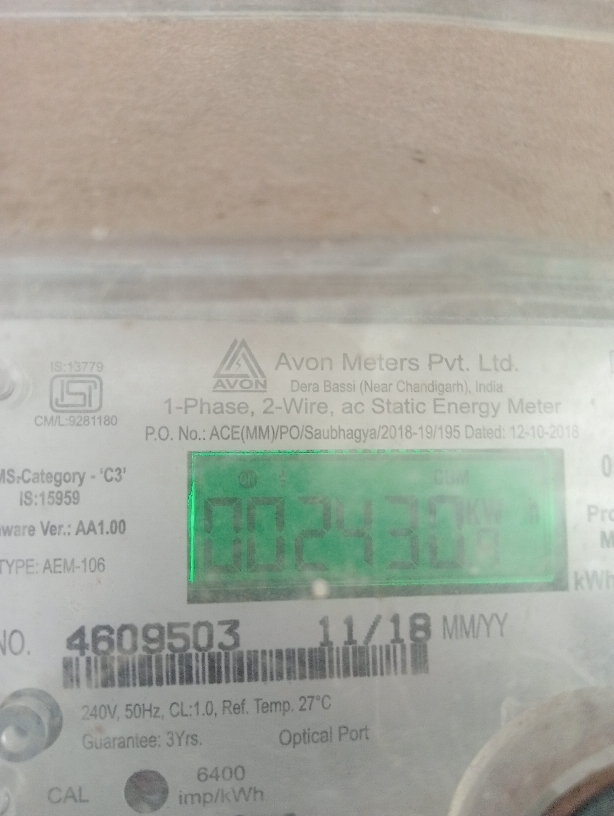 IS:13779
CM/L:9281180
AVON
Avon Meters Pvt. Ltd.
Dera Bassi (Near Chandigarh), India
1-Phase, 2-Wire, ac Static Energy Meter
P.O. No.: ACE(MM)/PO/Saubhagya/2018-19/195 Dated: 12-10-2018
Category - 'C3'
IS:15959
Ver.: AA1.00
TYPE: AEM-106
CUM
002430
KW
kWh
NO. 4609503 11/18 MM/YY
240V, 50Hz, CL:1.0, Ref. Temp. 27°C
Guarantee: 3Yrs. Optical Port
CAL
6400
imp/kWh